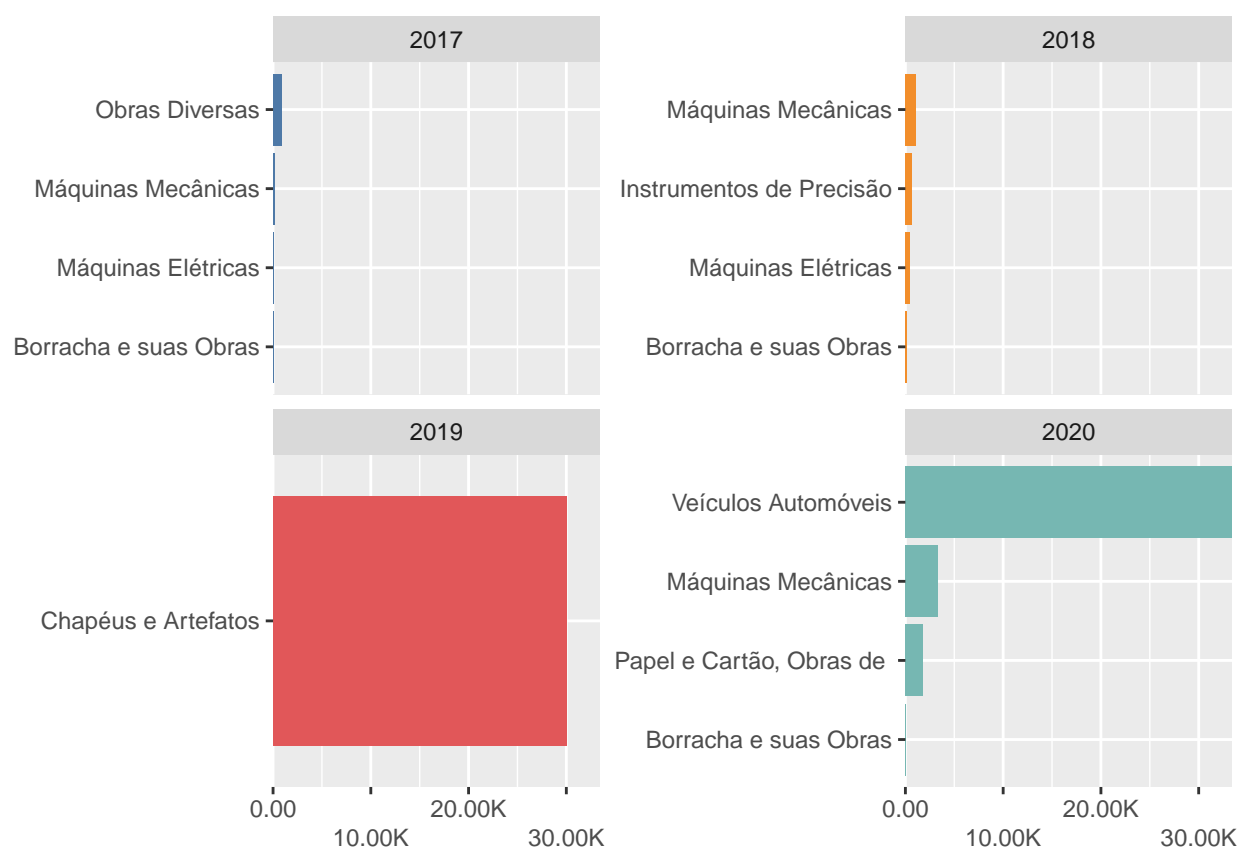 2017
Obras Diversas
Máquinas Mecânicas
Máquinas Elétricas
Borracha e suas Obras
2018
Máquinas Mecânicas
Instrumentos de Precisão
Máquinas Elétricas
Borracha e suas Obras
2019
Chapéus e Artefatos
0.00
10.00K
20.00K
30.00K
2020
Veículos Automóveis
Máquinas Mecânicas
Papel e Cartão, Obras de
Borracha e suas Obras
0.00
10.00K
20.00K
30.00K